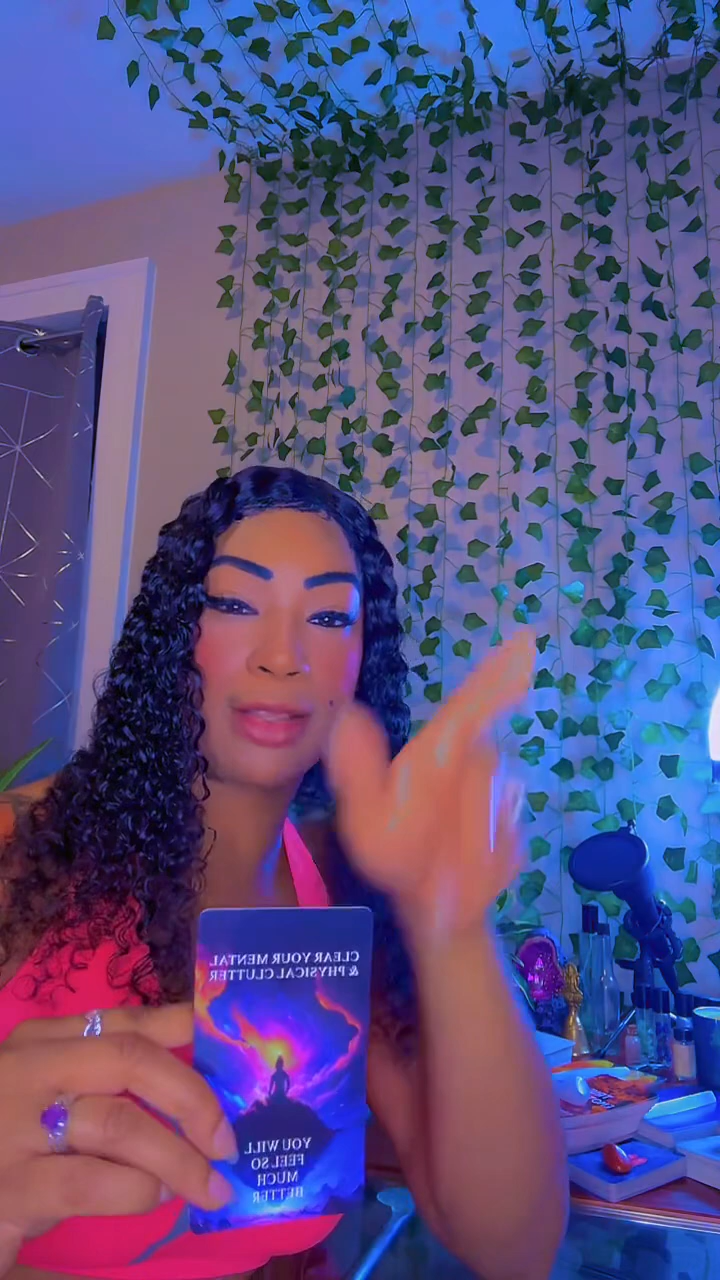 CLEAR YOUR MENTAL
& PHYSICAL CLUTTER
YOU WILL
FEEL SO
MUCH
BETTER